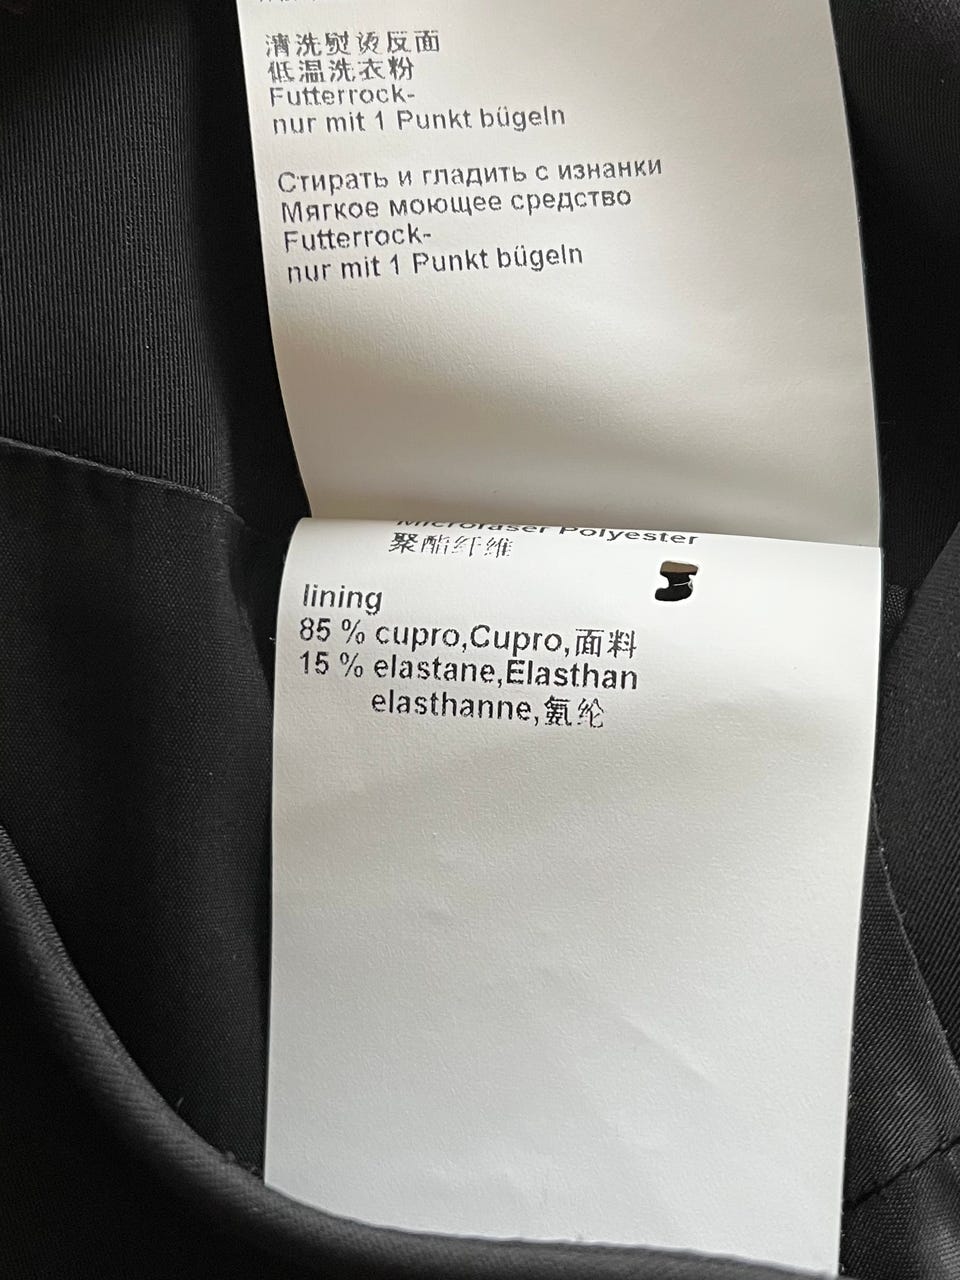 清洗熨烫反面
低温洗衣粉
Futterrock-
nur mit 1 Punkt bügeln
Стирать и гладить с изнанки
Мягкое моющее средство
Futterrock-
nur mit 1 Punkt bügeln
Microfaser Polyester
聚酯纤维
lining
85 % cupro,Cupro,面料
15 % elastane,Elasthan
elasthanne,氨纶